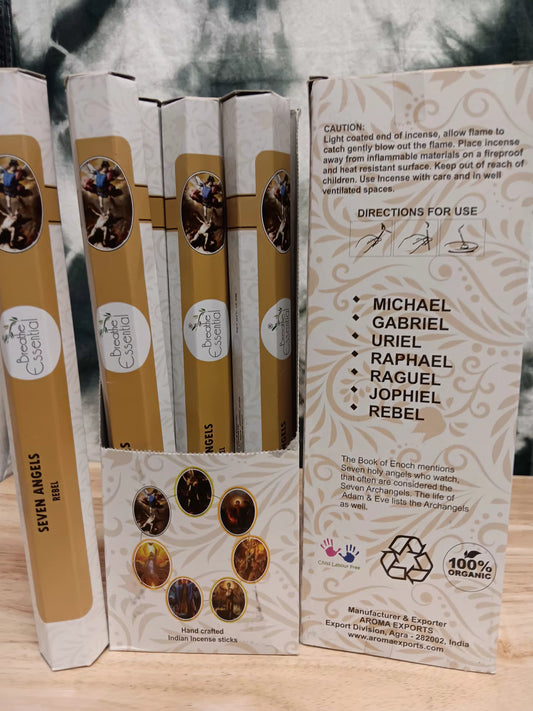 Breathe
Essential
SEVEN ANGELS
REBEL
Breathe
Essential
Breathe
Essential
ANGELS
REBEL
Breathe
Essential
Hand crafted
Indian Incense sticks
CAUTION:
Light coated end of incense, allow flame to
catch gently blow out the flame. Place incense
away from inflammable materials on a fireproof
and heat resistant surface. Keep out of reach of
children. Use Incense with care and in well
ventilated spaces.
DIRECTIONS FOR USE
MICHAEL
GABRIEL
URIEL
RAPHAEL
RAGUEL
JOPHIEL
REBEL
The Book of Enoch mentions
Seven holy angels who watch,
that often are considered the
Seven Archangels. The life of
Adam & Eve lists the Archangels
as well.
Child Labour Free
100%
ORGANIC
Manufacturer & Exporter
AROMA EXPORTS
Export Division, Agra - 282002, India
www.aromaexports.com